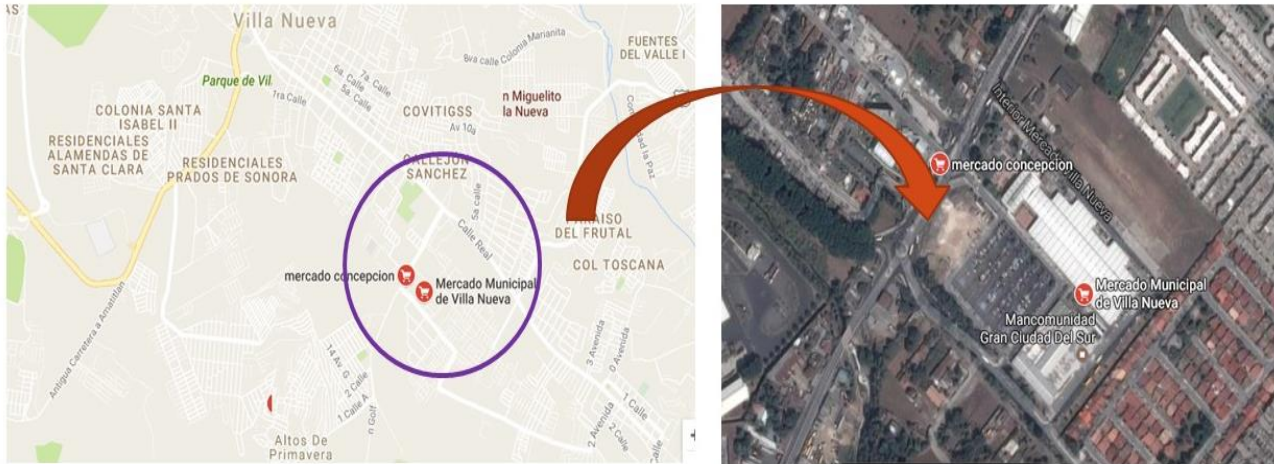 AS
Villa Nueva
8va calle Colonia Marianita
FUENTES
DEL VALLE I
Parque de Vil
6a. Calle
7a. Calle
5a. Calle
1ra Calle
COLONIA SANTA
ISABEL II
COVITIGSS
n Miguelito
la Nueva
Av 10a
RESIDENCIALES
ALAMENDAS DE
SANTA CLARA
RESIDENCIALES
PRADOS DE SONORA
CALLEJON
SANCHEZ
5a calle
Calle Real
DEL FRUTAL
COL TOSCANA
mercado concepcion
Mercado Municipal
de Villa Nueva
Antigua Carretera a Amatitlan
14 Av
2 Calle
1 Calle A
n Golf
3 Avenida
0 Avenida
1 Calle
2 Avenida
2 Calle
Altos De
Primavera
Interior Mercado Villa Nueva
mercado concepcion
Mercado Municipal
de Villa Nueva
Mancomunidad
Gran Ciudad Del Sur